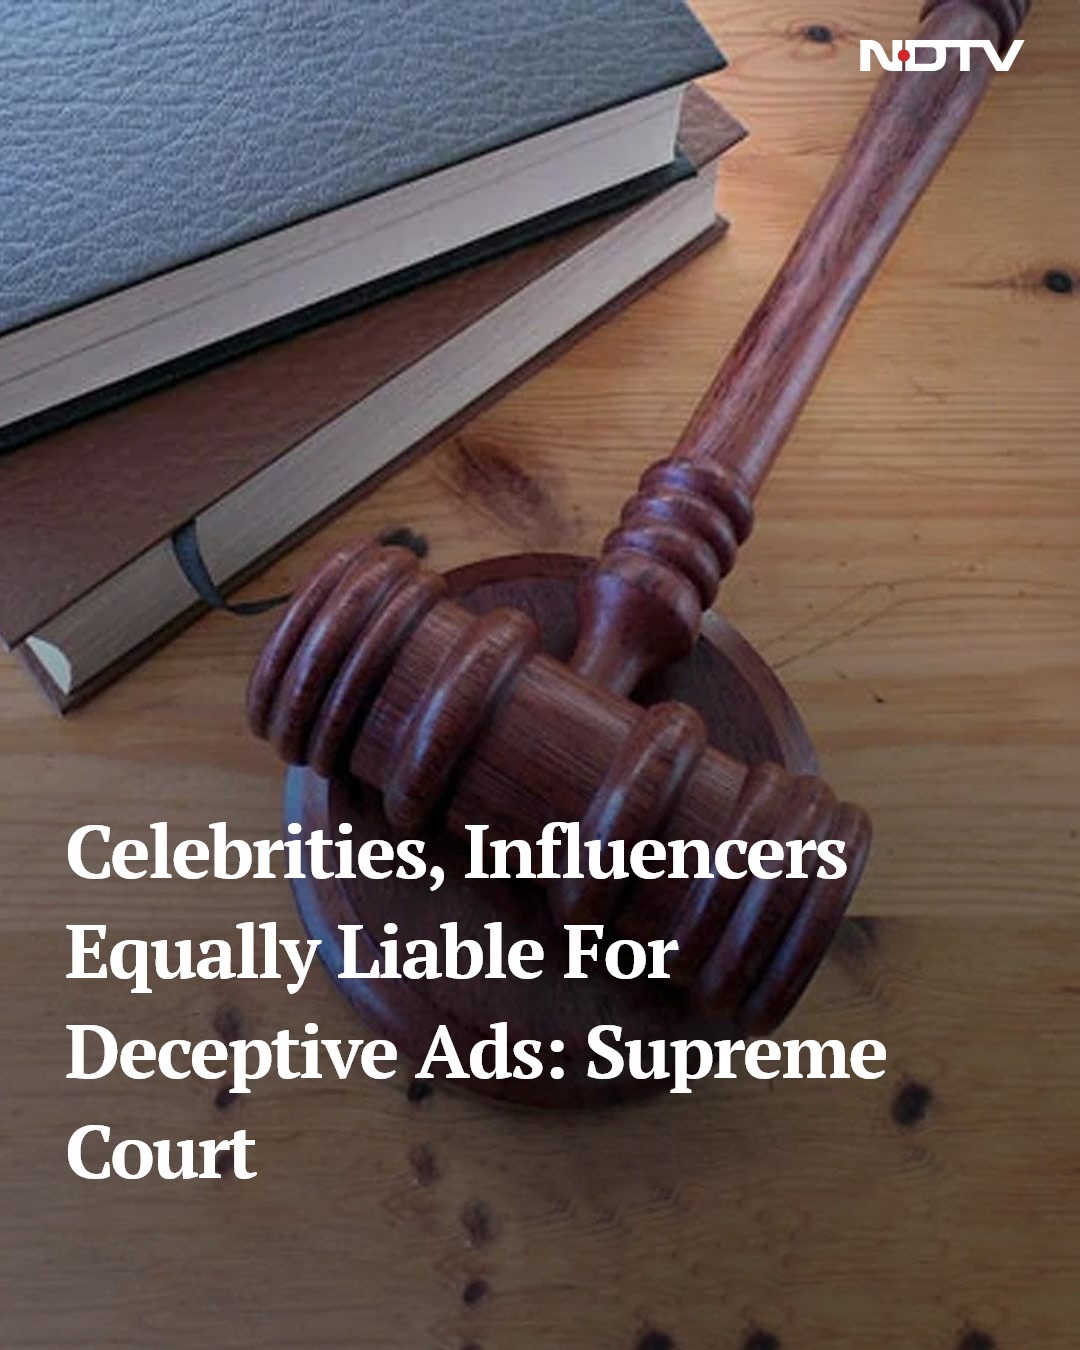 NDTV
Celebrities, Influencers
Equally Liable For
Deceptive Ads: Supreme
Court